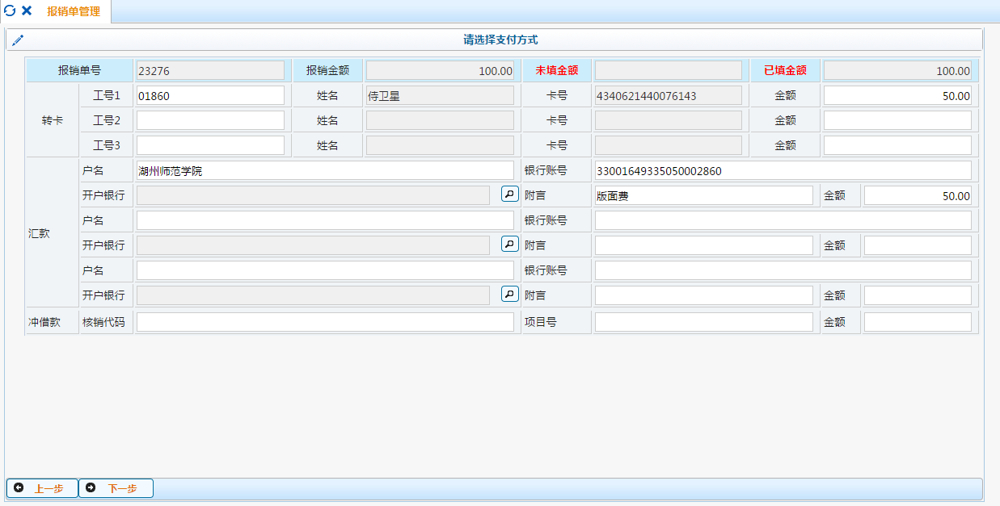 报销单管理
请选择支付方式
报销单号 23276 报销金额 100.00 未填金额 已填金额 100.00
转卡 工号1 01860 姓名 侍卫星 卡号 4340621440076143 金额 50.00
工号2 姓名 卡号 金额
工号3 姓名 卡号 金额
汇款 户名 湖州师范学院 银行账号 33001649335050002860
开户银行 附言 版面费 金额 50.00
户名 银行账号
开户银行 附言 金额
户名 银行账号
开户银行 附言 金额
冲借款 核销代码 项目号 金额
上一步 下一步